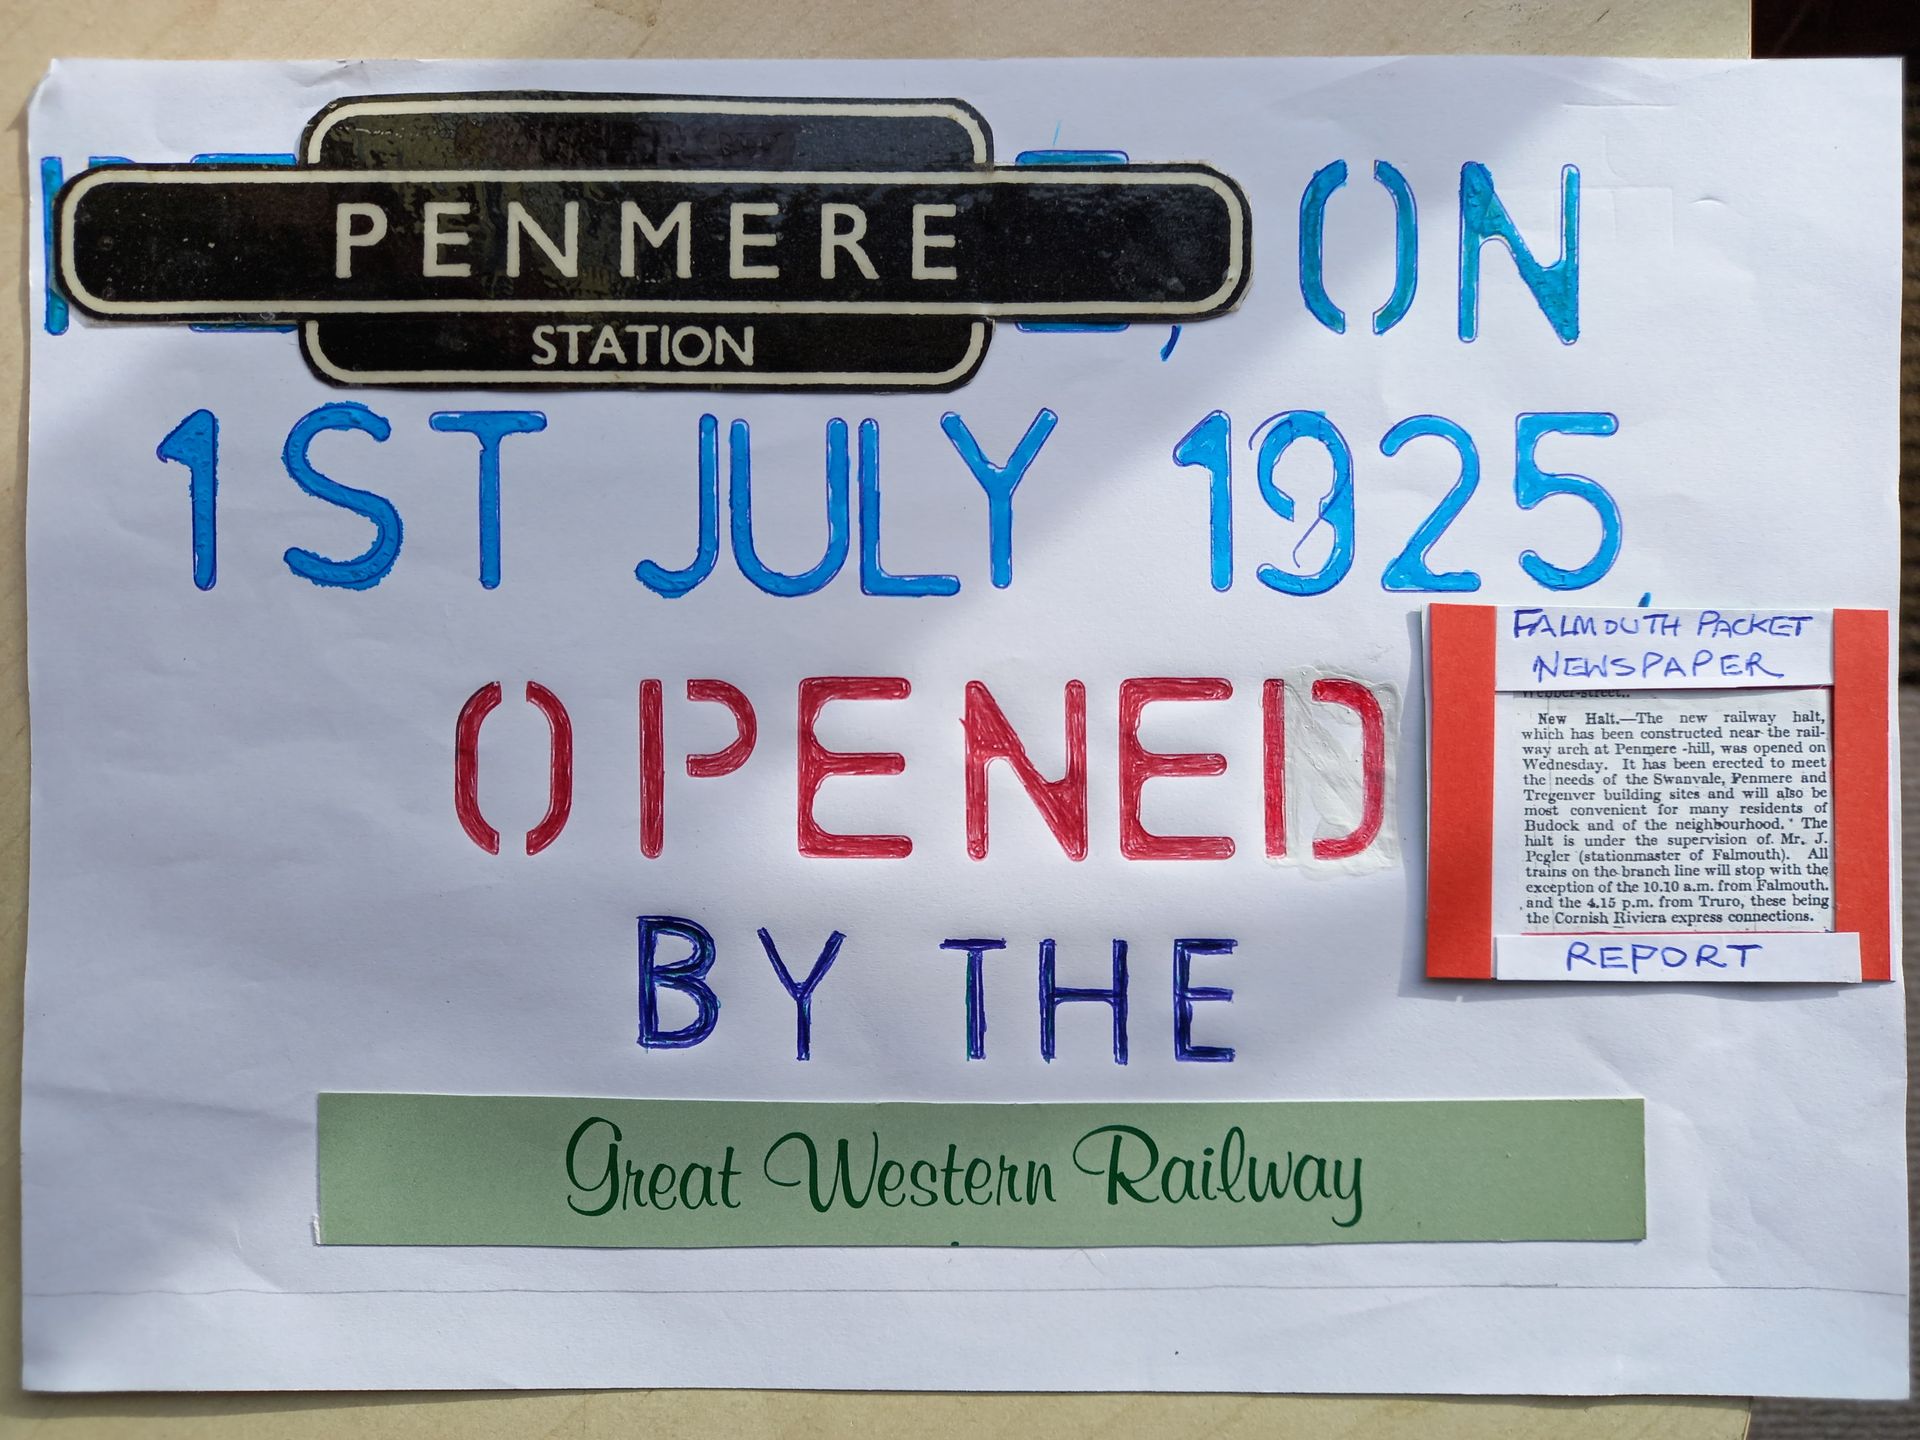 PENMERE
STATION
, ON
1ST JULY 1925,
OPENED
BY THE
Great Western Railway
FALMOUTH PACKET
NEWSPAPER
Webber-street.
New Halt.—The new railway halt,
which has been constructed near the rail-
way arch at Penmere -hill, was opened on
Wednesday. It has been erected to meet
the needs of the Swanvale, Penmere and
Tregenver building sites and will also be
most convenient for many residents of
Budock and of the neighbourhood. The
halt is under the supervision of Mr. J.
Pegler (stationmaster of Falmouth). All
trains on the branch line will stop with the
exception of the 10.10 a.m. from Falmouth.
and the 4.15 p.m. from Truro, these being
the Cornish Riviera express connections.
REPORT